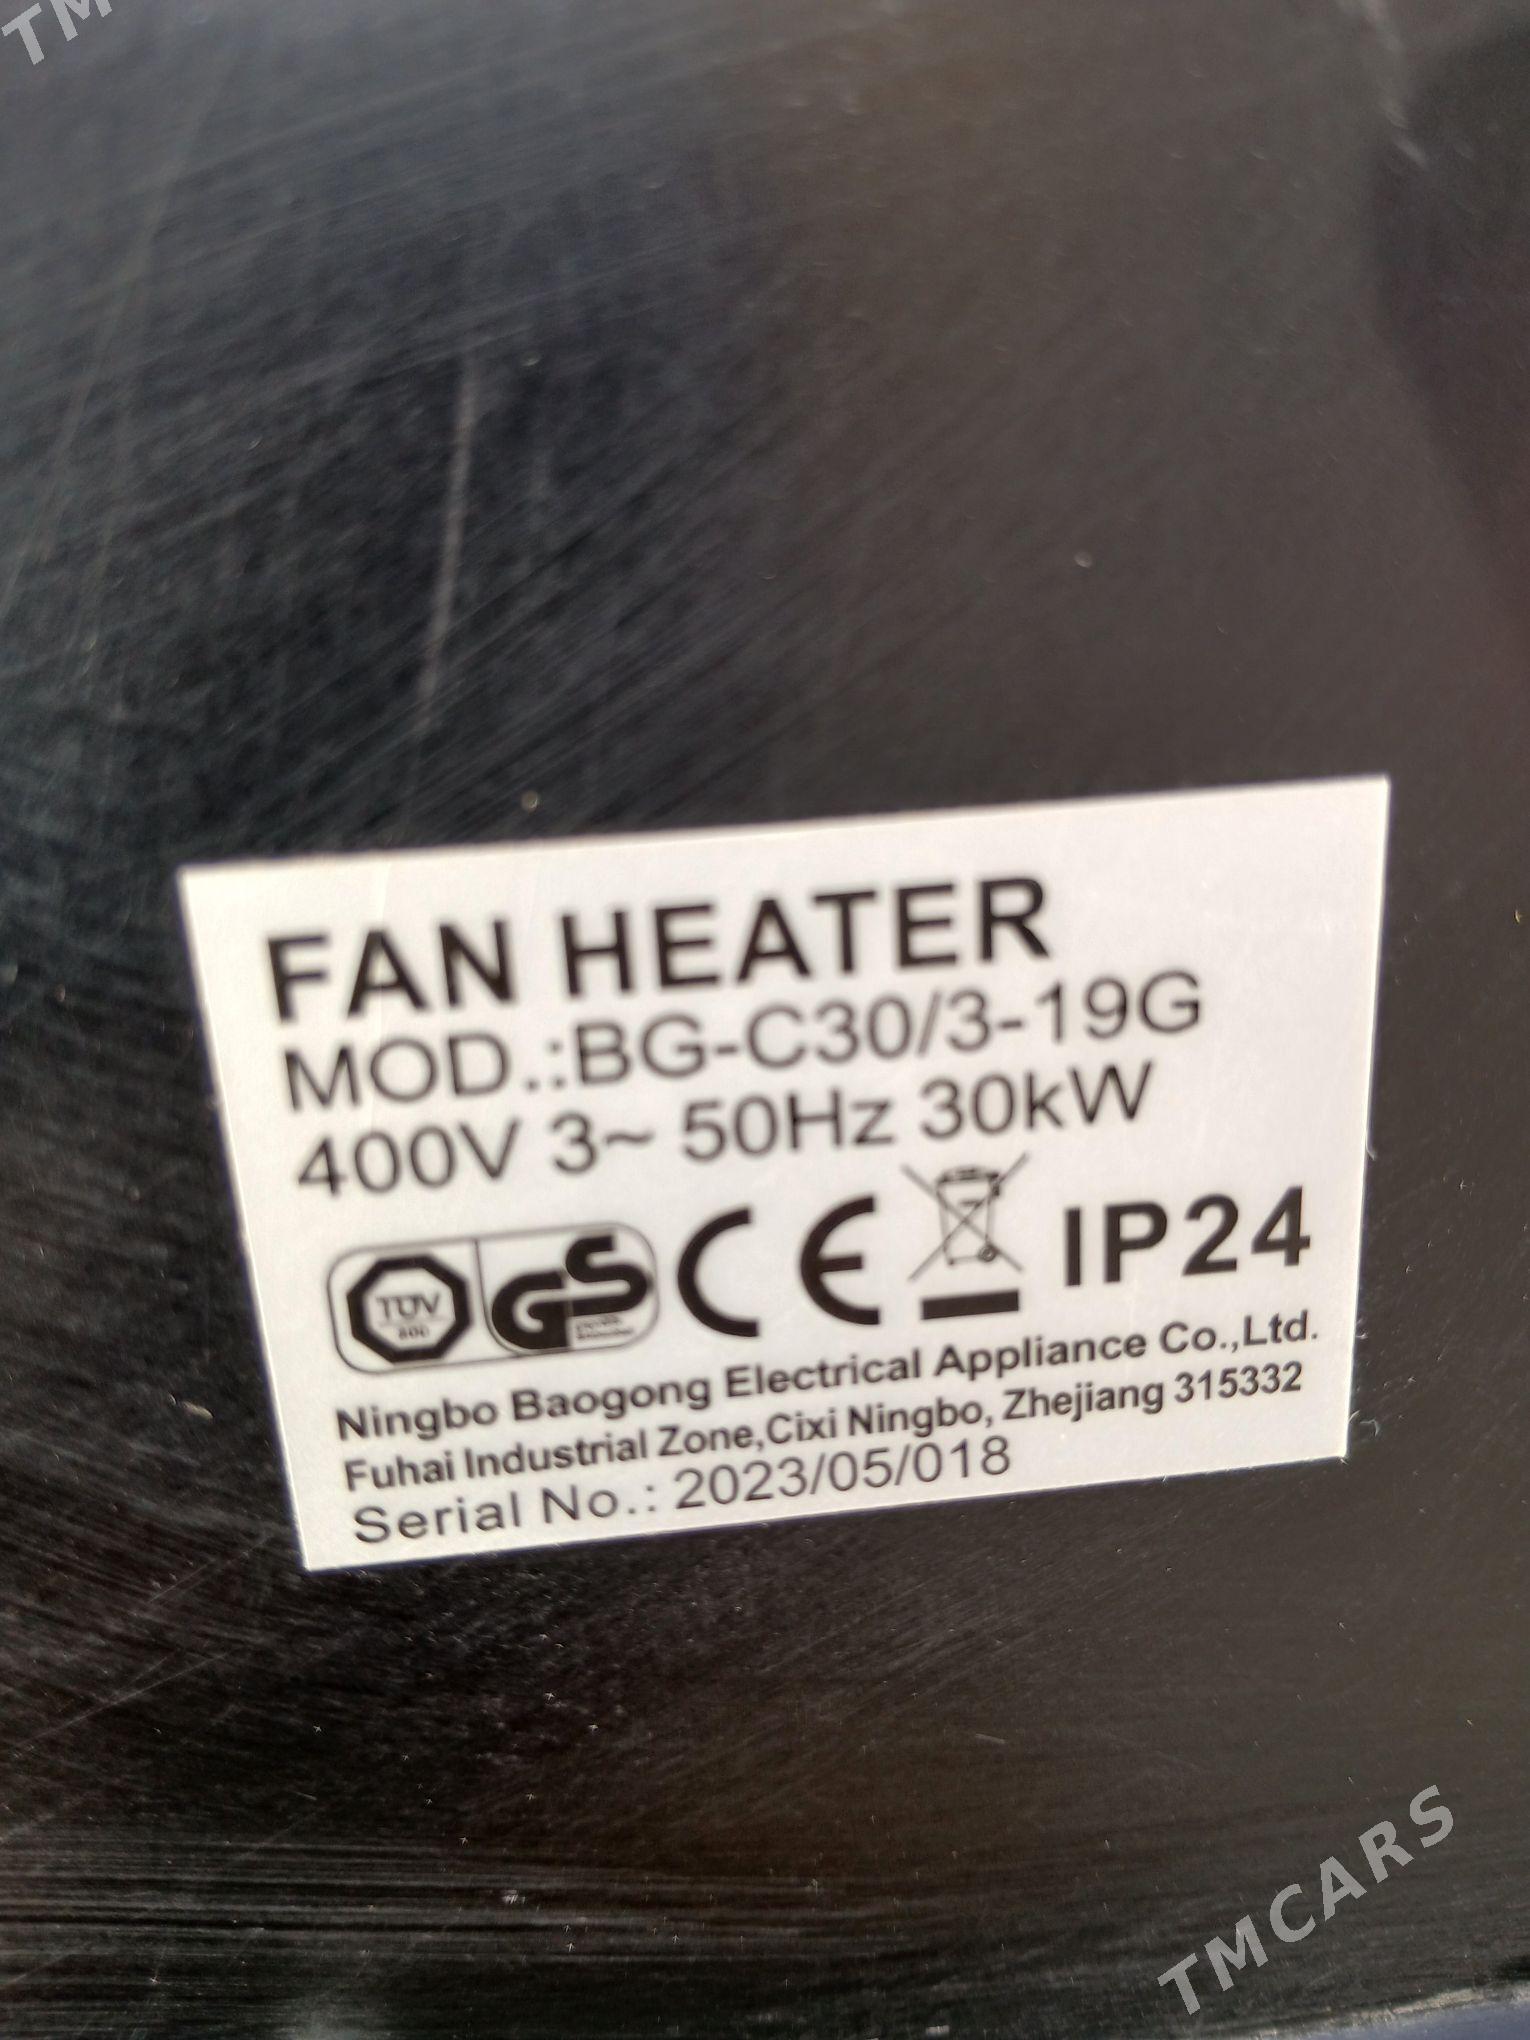 TM
FAN HEATER
MOD.:BG-C30/3-19G
400V 3~ 50Hz 30kW
TÜV GS CE IP24
Ningbo Baogong Electrical Appliance Co.,Ltd.
Fuhai Industrial Zone,Cixi Ningbo, Zhejiang 315332
Serial No.: 2023/05/018
TMCARS